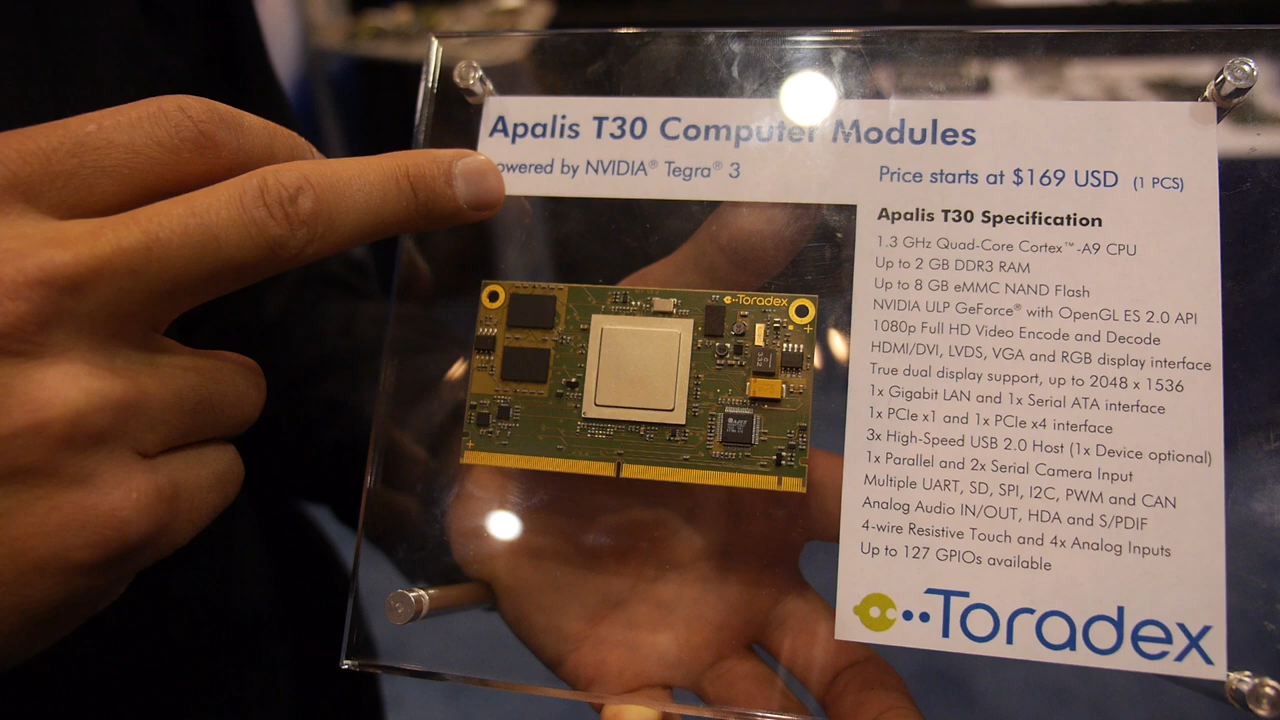 Apalis T30 Computer Modules
owered by NVIDIA® Tegra® 3
Price starts at $169 USD (1 PCS)
Apalis T30 Specification
1.3 GHz Quad-Core Cortex™-A9 CPU
Up to 2 GB DDR3 RAM
Up to 8 GB eMMC NAND Flash
NVIDIA ULP GeForce® with OpenGL ES 2.0 API
1080p Full HD Video Encode and Decode
HDMI/DVI, LVDS, VGA and RGB display interface
True dual display support, up to 2048 x 1536
1x Gigabit LAN and 1x Serial ATA interface
1x PCIe x1 and 1x PCIe x4 interface
3x High-Speed USB 2.0 Host (1x Device optional)
1x Parallel and 2x Serial Camera Input
Multiple UART, SD, SPI, I2C, PWM and CAN
Analog Audio IN/OUT, HDA and S/PDIF
4-wire Resistive Touch and 4x Analog Inputs
Up to 127 GPIOs available
Toradex
Toradex